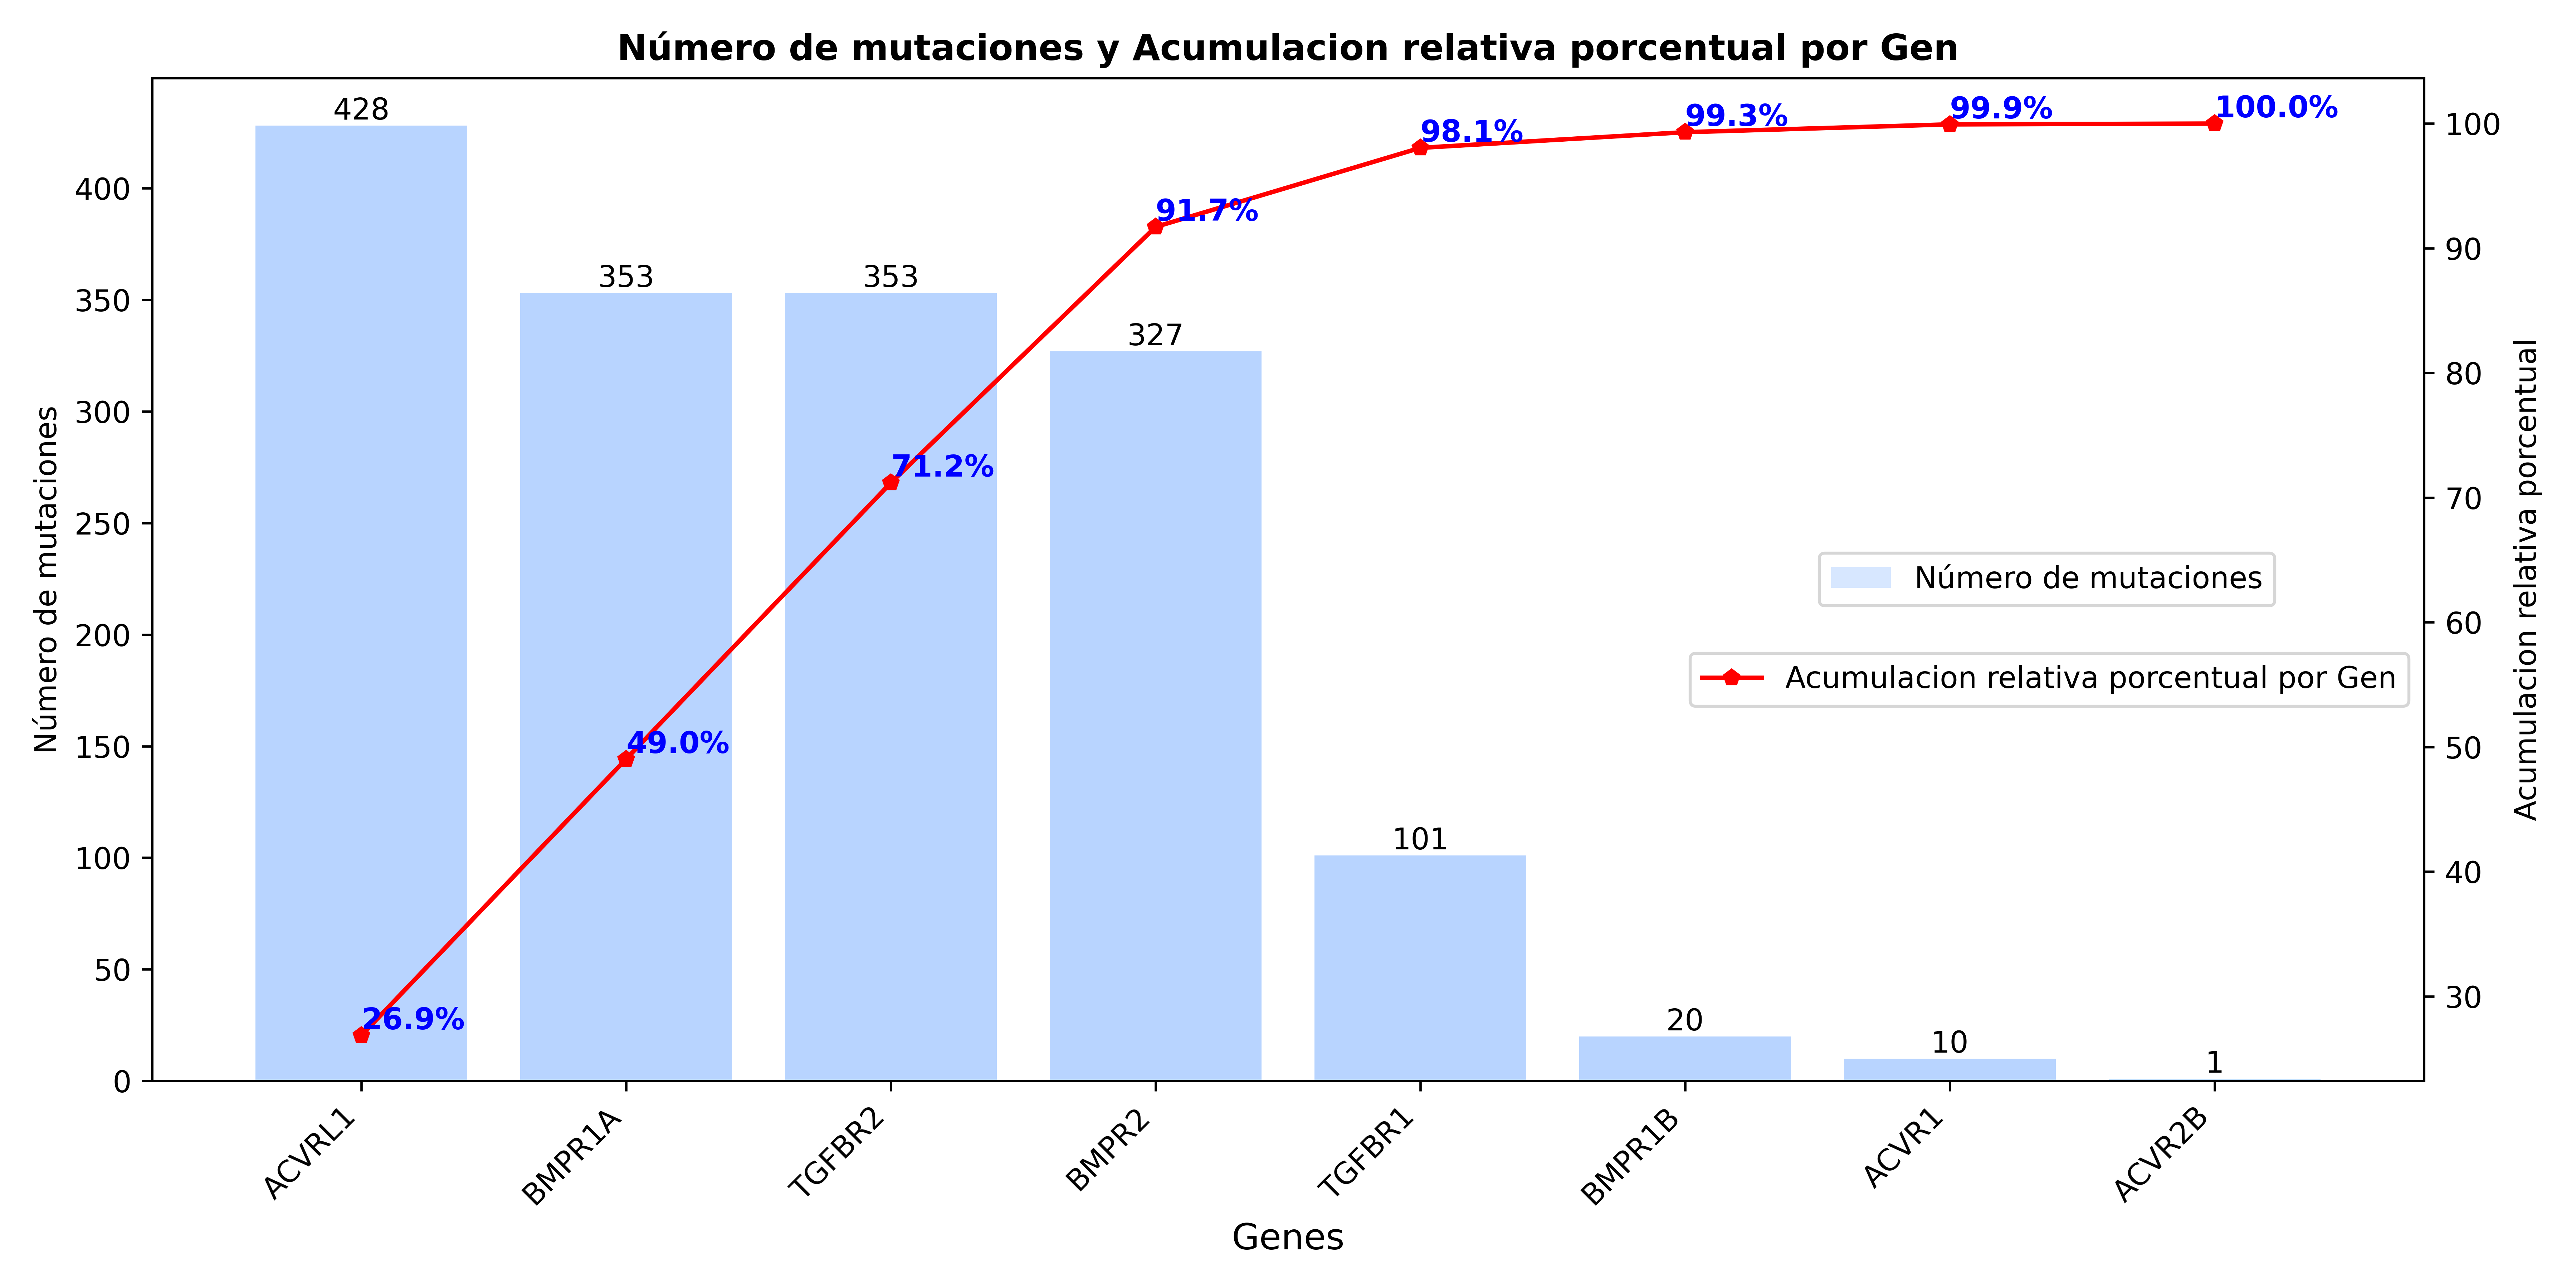 Número de mutaciones y Acumulacion relativa porcentual por Gen
428
353
353
327
101
20
10
1
26.9%
49.0%
71.2%
91.7%
98.1%
99.3%
99.9%
100.0%
Número de mutaciones
400
350
300
250
200
150
100
50
0
100
90
80
70
60
50
40
30
Acumulacion relativa porcentual
Número de mutaciones
Acumulacion relativa porcentual por Gen
ACVRL1
BMPR1A
TGFBR2
BMPR2
TGFBR1
BMPR1B
ACVR1
ACVR2B
Genes